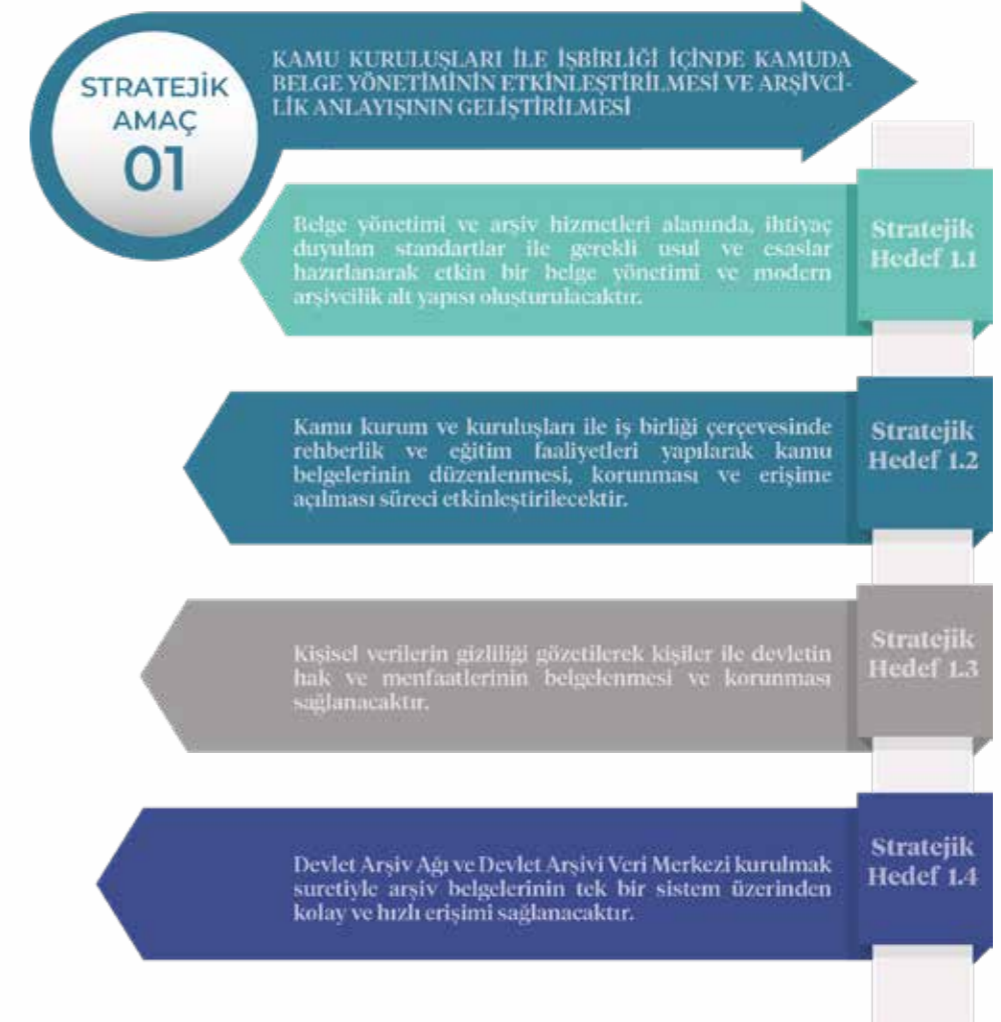 STRATEJİK
AMAÇ
01
KAMU KURULUŞLARI İLE İŞBİRLİĞİ İÇİNDE KAMUDA
BELGE YÖNETİMİNİN ETKİNLEŞTİRİLMESİ VE ARŞİVCİ-
LİK ANLAYIŞININ GELİŞTİRİLMESİ
Belge yönetimi ve arşiv hizmetleri alanında, ihtiyaç
duyulan standartlar ile gerekli usul ve esaslar
hazırlanarak etkin bir belge yönetimi ve modern
arşivcilik alt yapısı oluşturulacaktır.
Stratejik
Hedef 1.1
Kamu kurum ve kuruluşları ile iş birliği çerçevesinde
rehberlik ve eğitim faaliyetleri yapılarak kamu
belgelerinin düzenlenmesi, korunması ve erişime
açılması süreci etkinleştirilecektir.
Stratejik
Hedef 1.2
Kişisel verilerin gizliliği gözetilerek kişiler ile devletin
hak ve menfaatlerinin belgelenmesi ve korunması
sağlanacaktır.
Stratejik
Hedef 1.3
Devlet Arşiv Ağı ve Devlet Arşivi Veri Merkezi kurulmak
suretiyle arşiv belgelerinin tek bir sistem üzerinden
kolay ve hızlı erişimi sağlanacaktır.
Stratejik
Hedef 1.4